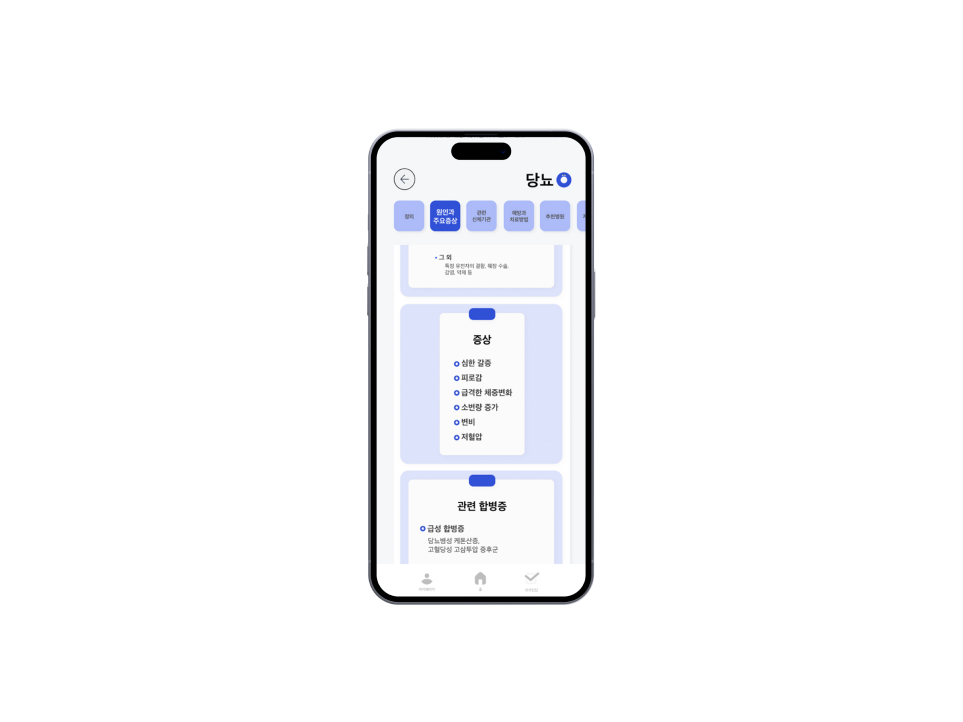 당뇨
정의
원인과
주요증상
관련
신체기관
예방과
치료방법
추천병원
그 외
특정 유전자의 결함, 췌장 수술,
감염, 약제 등
증상
심한 갈증
피로감
급격한 체중변화
소변량 증가
변비
저혈압
관련 합병증
급성 합병증
당뇨병성 케톤산증,
고혈당성 고삼투압 증후군
홈